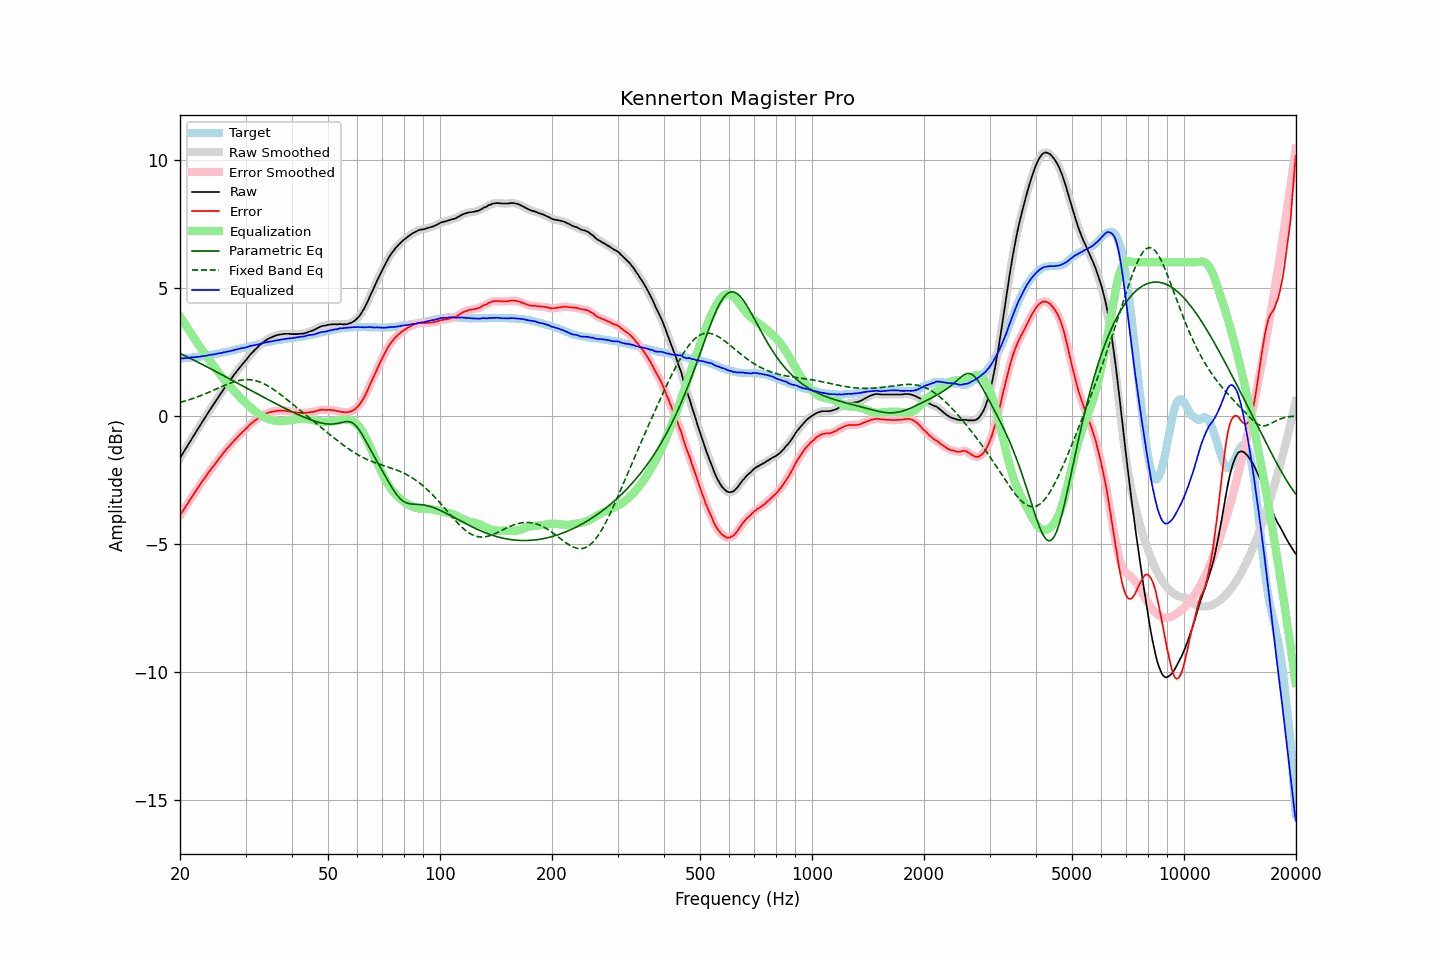 Kennerton Magister Pro
Target
Raw Smoothed
Error Smoothed
Raw
Error
Equalization
Parametric Eq
Fixed Band Eq
Equalized
10
5
0
−5
−10
−15
Amplitude (dBr)
20 50 100 200 500 1000 2000 5000 10000 20000
Frequency (Hz)